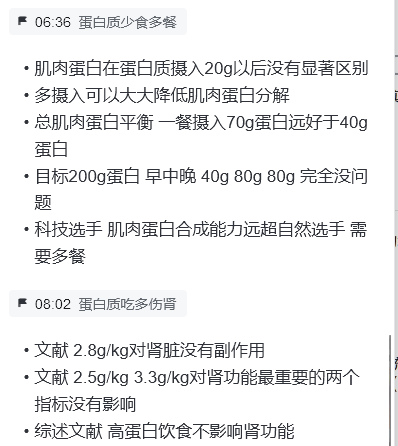 06:36 蛋白质少食多餐
• 肌肉蛋白在蛋白质摄入20g以后没有显著区别
• 多摄入可以大大降低肌肉蛋白分解
• 总肌肉蛋白平衡 一餐摄入70g蛋白远好于40g
蛋白
• 目标200g蛋白 早中晚 40g 80g 80g 完全没问
题
• 科技选手 肌肉蛋白合成能力远超自然选手 需
要多餐
08:02 蛋白质吃多伤肾
• 文献 2.8g/kg对肾脏没有副作用
• 文献 2.5g/kg 3.3g/kg对肾功能最重要的两个
指标没有影响
• 综述文献 高蛋白饮食不影响肾功能